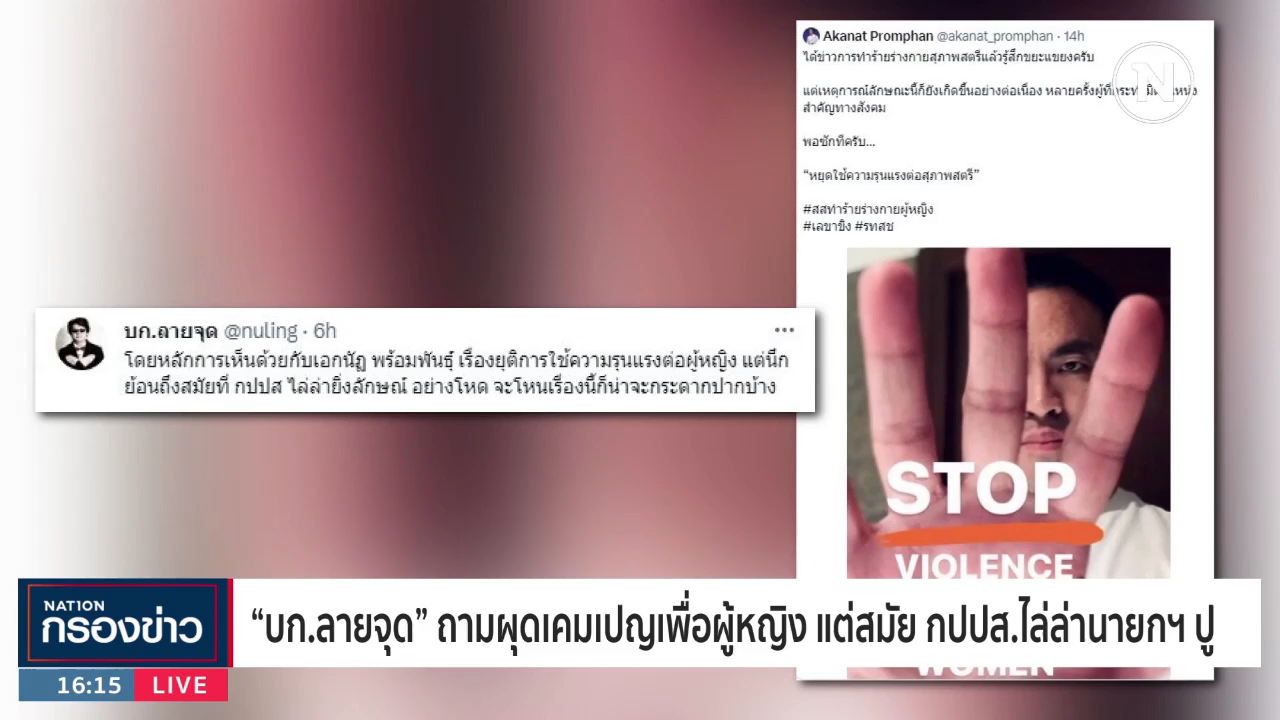 Akanat Promphan @akanat_promphan · 14h
ได้ข่าวการทำร้ายร่างกายสุภาพสตรีแล้วรู้สึกขยะแขยงครับ
แต่เหตุการณ์ลักษณะนี้ก็ยังเกิดขึ้นอย่างต่อเนื่อง หลายครั้งผู้ที่กระทำ
สำคัญทางสังคม
พอซักทีครับ...
“หยุดใช้ความรุนแรงต่อสุภาพสตรี”
#สสทำร้ายร่างกายผู้หญิง
#เลขาขิง #รทสช
N
บก.ลายจุด @nuling · 6h
โดยหลักการเห็นด้วยกับเอกนัฏ พร้อมพันธุ์ เรื่องยุติการใช้ความรุนแรงต่อผู้หญิง แต่นึก
ย้อนถึงสมัยที่ กปปส ไล่ล่ายิ่งลักษณ์ อย่างโหด จะโหนเรื่องนี้ก็น่าจะกระดากปากบ้าง
STOP
VIOLENCE
WOMEN
NATION
กรองข่าว
“บก.ลายจุด” ถามผุดเคมเปญเพื่อผู้หญิง แต่สมัย กปปส.ไล่ล่านายกฯ ปู
16:15 LIVE